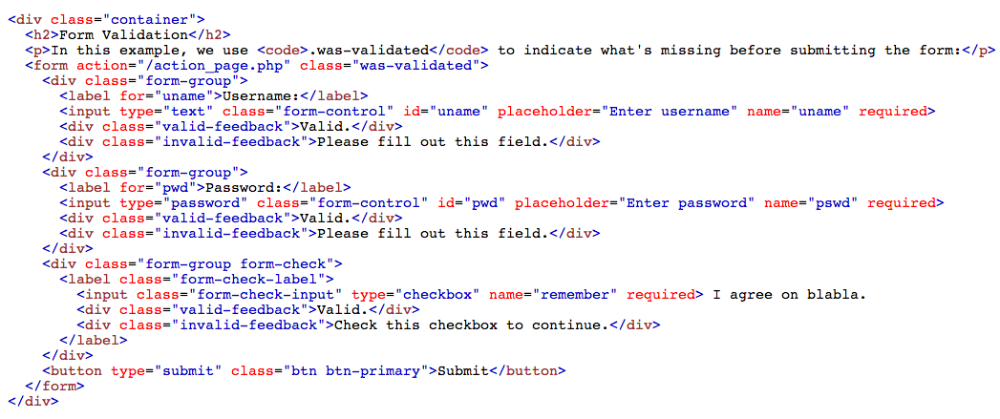 <div class="container">
  <h2>Form Validation</h2>
  <p>In this example, we use <code>.was-validated</code> to indicate what's missing before submitting the form:</p>
  <form action="/action_page.php" class="was-validated">
    <div class="form-group">
      <label for="uname">Username:</label>
      <input type="text" class="form-control" id="uname" placeholder="Enter username" name="uname" required>
      <div class="valid-feedback">Valid.</div>
      <div class="invalid-feedback">Please fill out this field.</div>
    </div>
    <div class="form-group">
      <label for="pwd">Password:</label>
      <input type="password" class="form-control" id="pwd" placeholder="Enter password" name="pswd" required>
      <div class="valid-feedback">Valid.</div>
      <div class="invalid-feedback">Please fill out this field.</div>
    </div>
    <div class="form-group form-check">
      <label class="form-check-label">
        <input class="form-check-input" type="checkbox" name="remember" required> I agree on blabla.
        <div class="valid-feedback">Valid.</div>
        <div class="invalid-feedback">Check this checkbox to continue.</div>
      </label>
    </div>
    <button type="submit" class="btn btn-primary">Submit</button>
  </form>
</div>